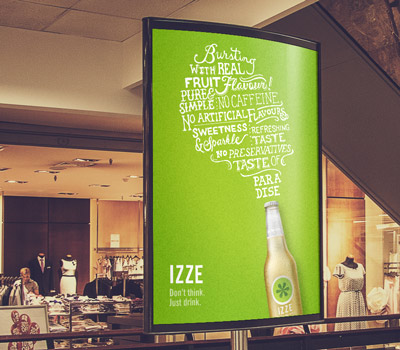 Bursting
WITH REAL
FRUIT Flavour!
PURE &
SIMPLE: NO CAFFEINE,
NO ARTIFICIAL FLAVOURS
SWEETNESS REFRESHING
& Sparkle TASTE
NO PRESERVATIVES
TASTE OF
PARA
DISE
IZZE
Don't think.
Just drink.
IZZE